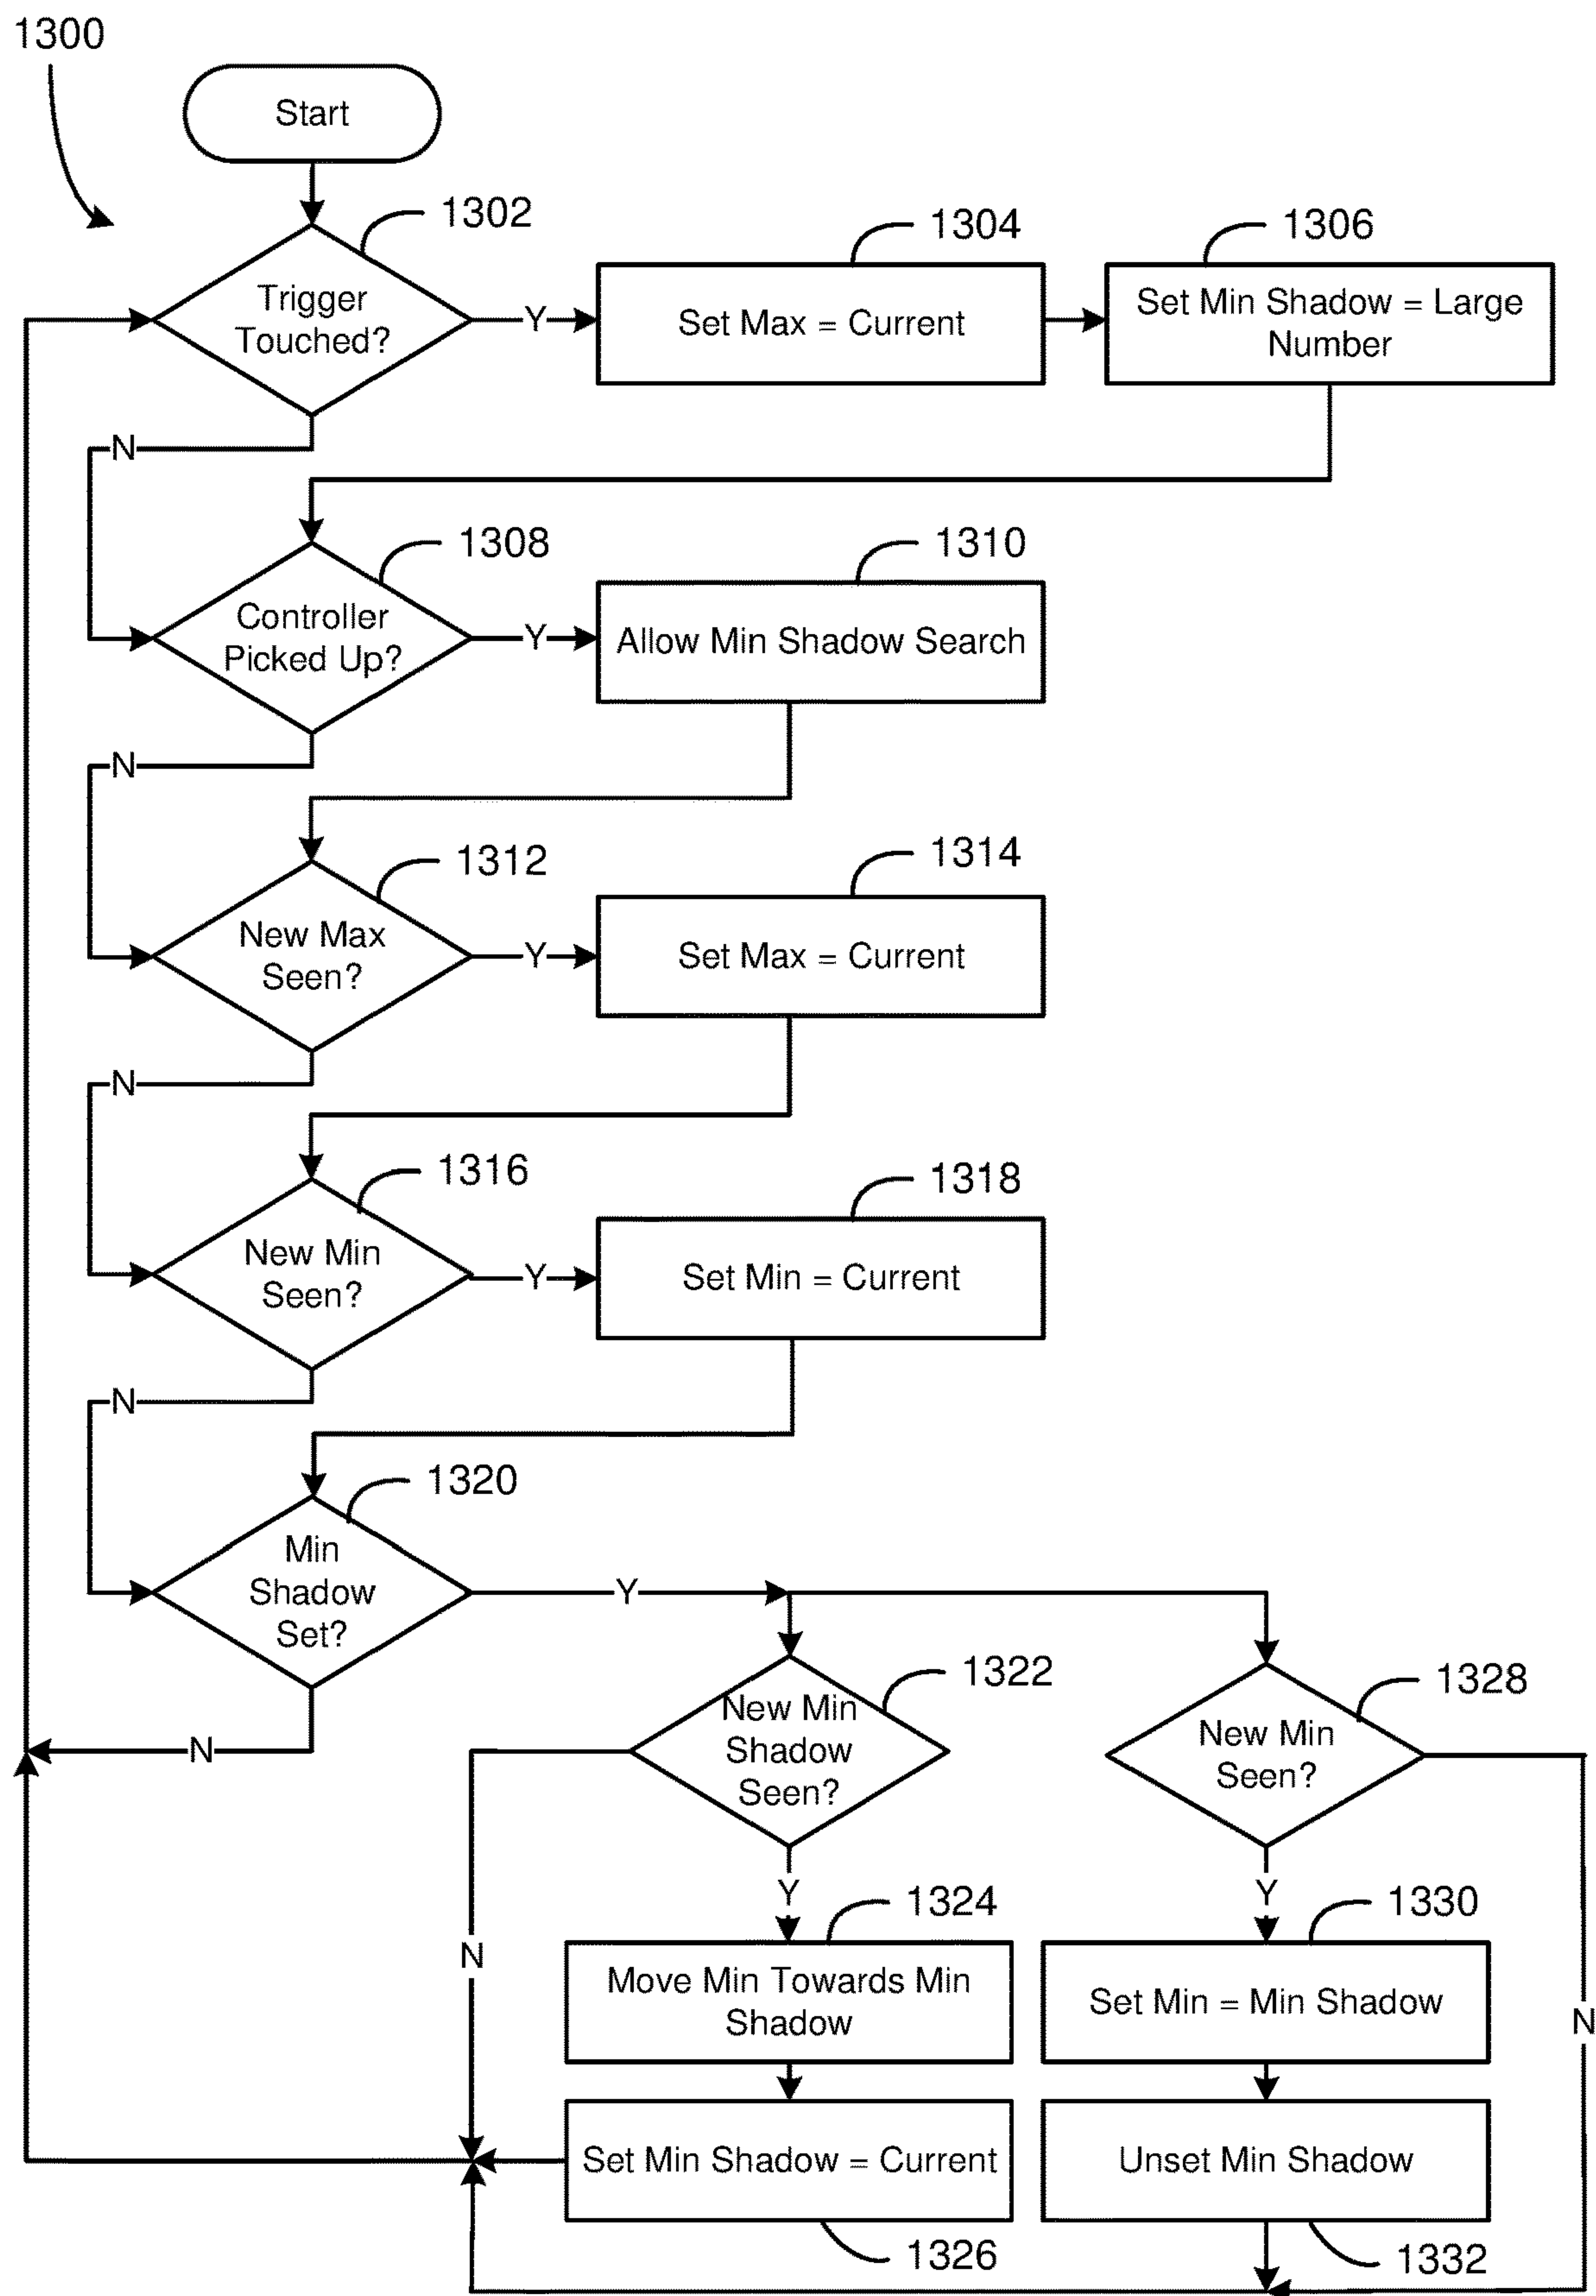 1300
Start
1302
Trigger
Touched?
Y
1304
Set Max = Current
1306
Set Min Shadow = Large
Number
N
1308
Controller
Picked Up?
Y
1310
Allow Min Shadow Search
N
1312
New Max
Seen?
Y
1314
Set Max = Current
N
1316
New Min
Seen?
Y
1318
Set Min = Current
N
1320
Min
Shadow
Set?
Y
N
1322
New Min
Shadow
Seen?
1328
New Min
Seen?
Y
Y
N
1324
Move Min Towards Min
Shadow
1330
Set Min = Min Shadow
N
Set Min Shadow = Current
1326
Unset Min Shadow
1332